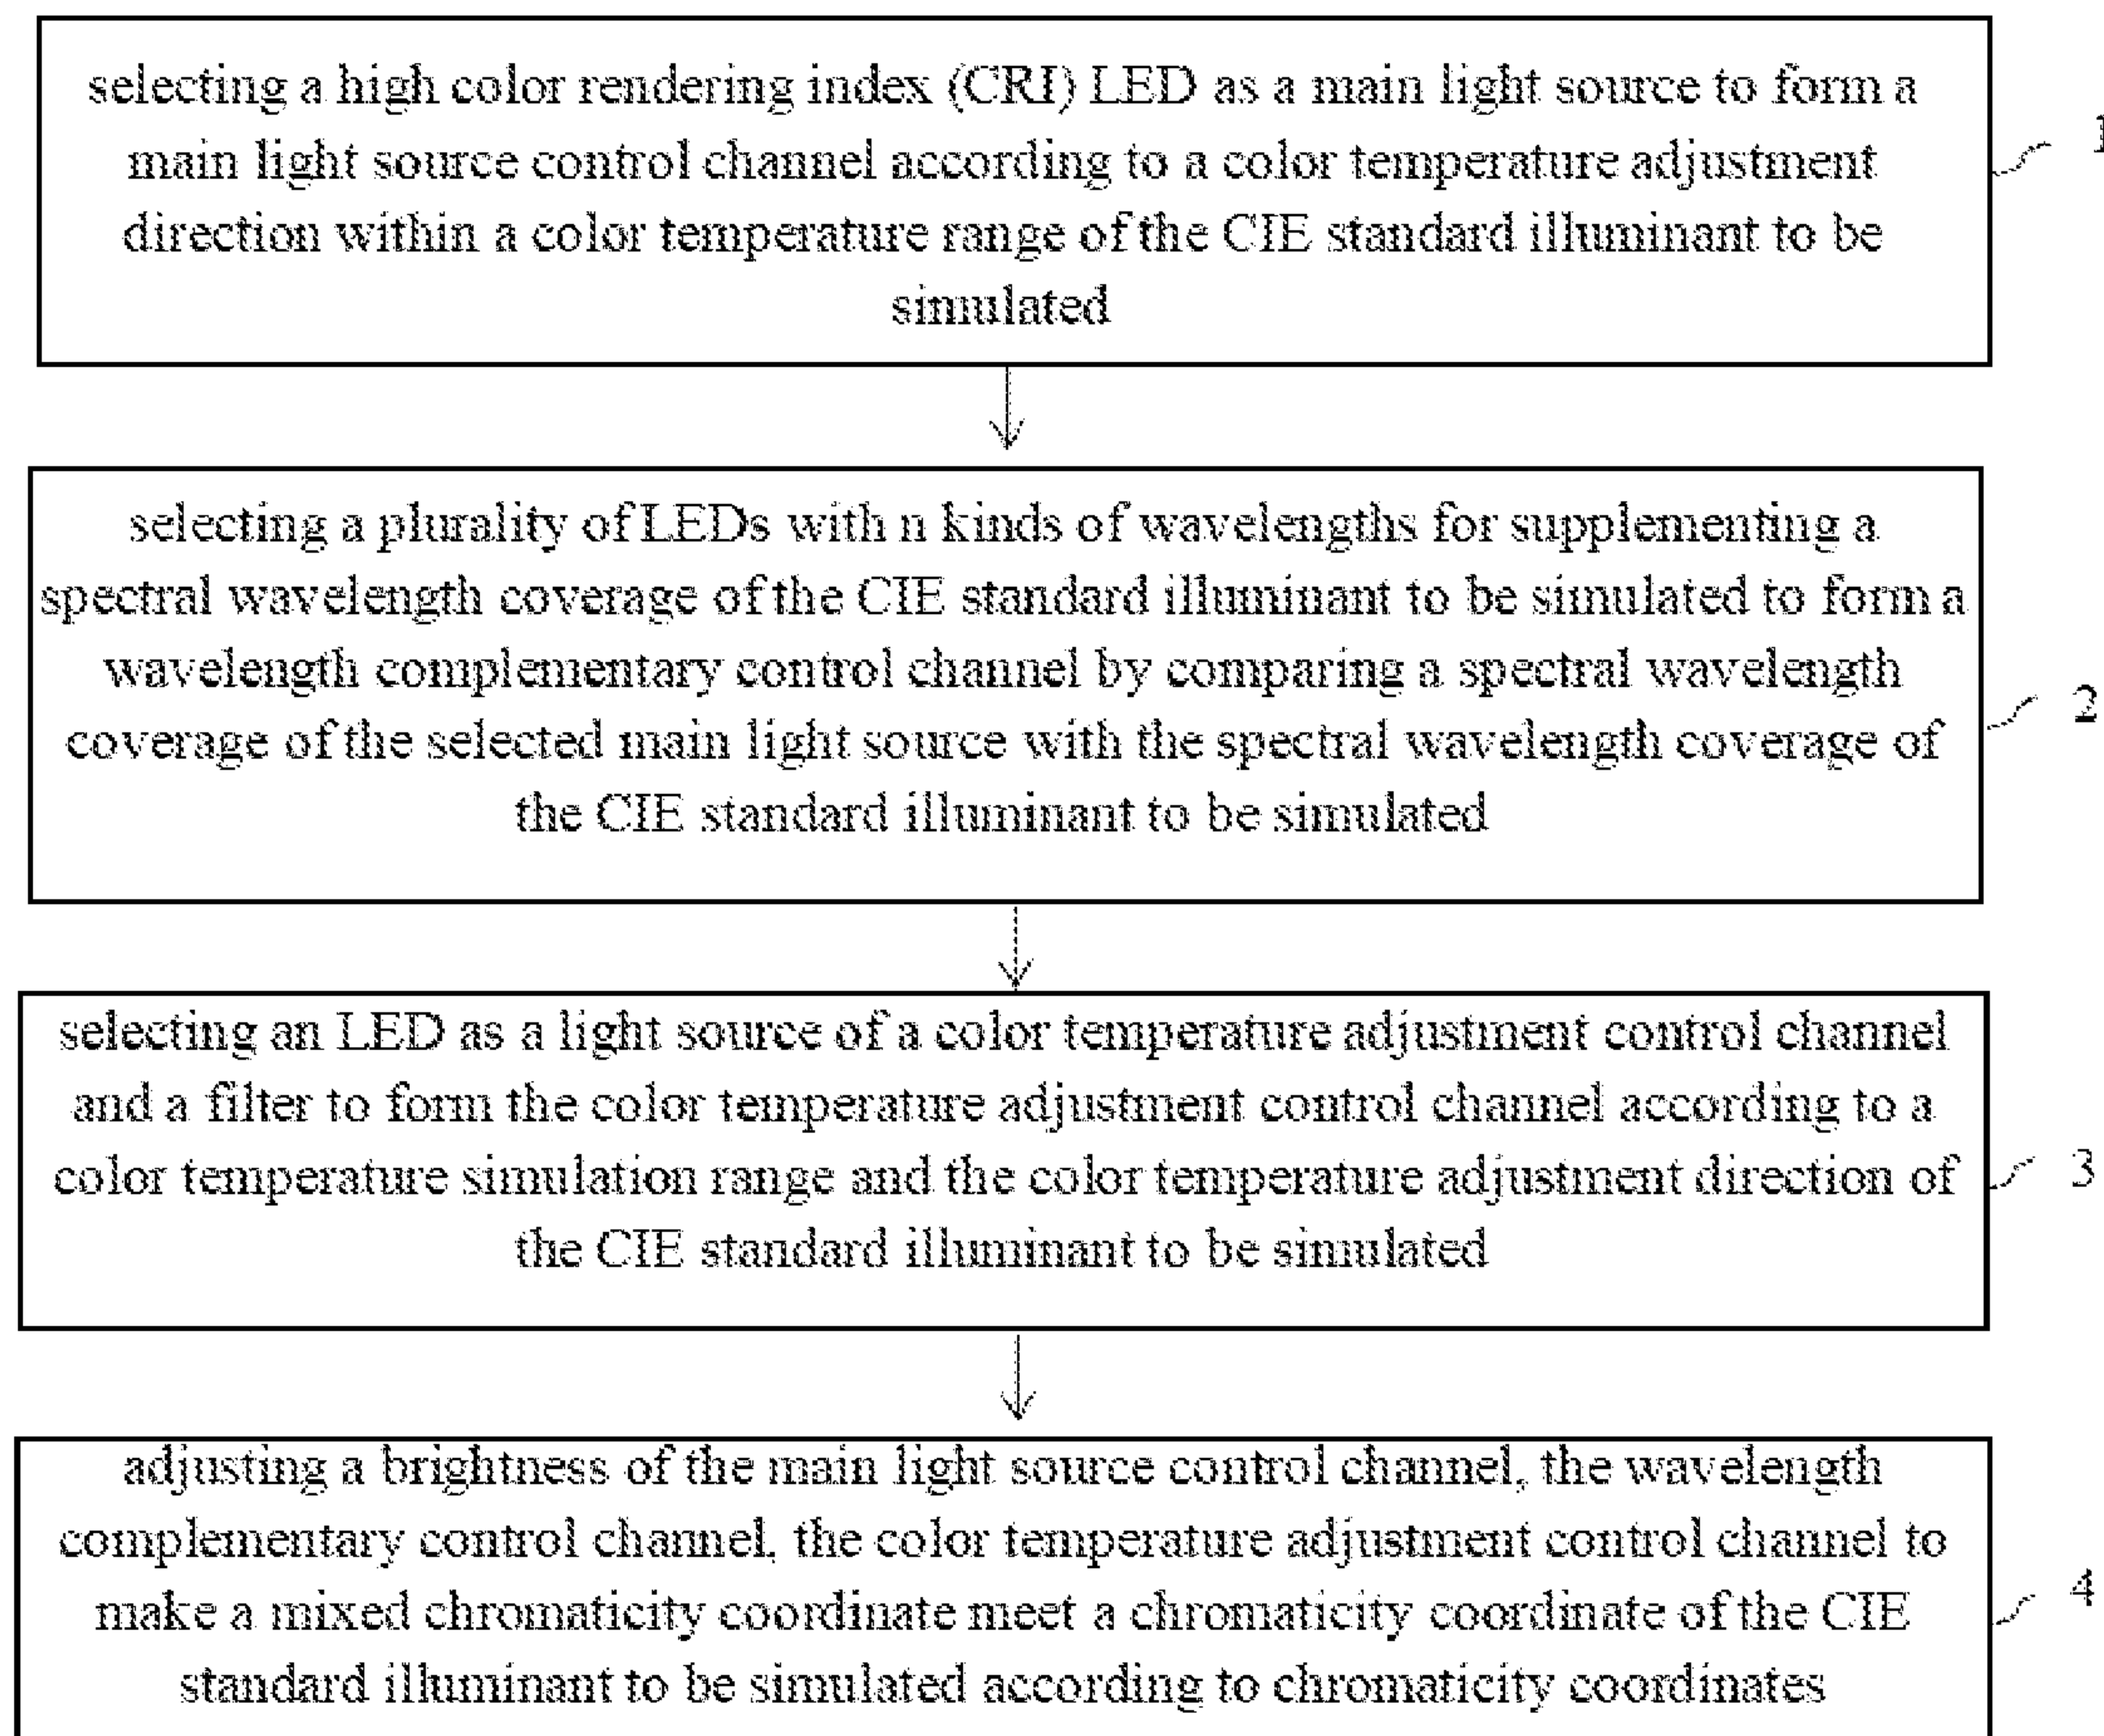 selecting a high color rendering index (CRI) LED as a main light source to form a
main light source control channel according to a color temperature adjustment
direction within a color temperature range of the CIE standard illuminant to be
simulated
1
selecting a plurality of LEDs with n kinds of wavelengths for supplementing a
spectral wavelength coverage of the CIE standard illuminant to be simulated to form a
wavelength complementary control channel by comparing a spectral wavelength
coverage of the selected main light source with the spectral wavelength coverage of
the CIE standard illuminant to be simulated
2
selecting an LED as a light source of a color temperature adjustment control channel
and a filter to form the color temperature adjustment control channel according to a
color temperature simulation range and the color temperature adjustment direction of
the CIE standard illuminant to be simulated
3
adjusting a brightness of the main light source control channel, the wavelength
complementary control channel, the color temperature adjustment control channel to
make a mixed chromaticity coordinate meet a chromaticity coordinate of the CIE
standard illuminant to be simulated according to chromaticity coordinates
4